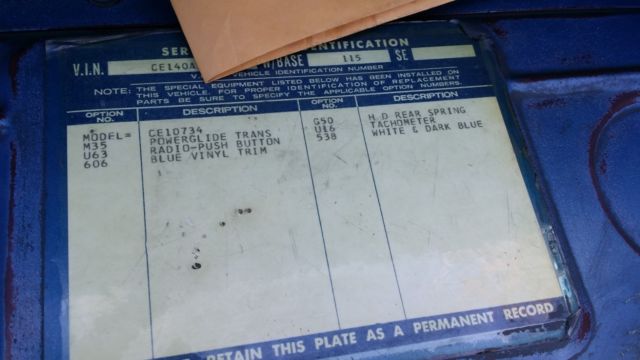 SER ENTIFICATION
V.I.N. CE140A H/BASE 115 SE
V. VEHICLE IDENTIFICATION NUMBER
NOTE: THE SPECIAL EQUIPMENT LISTED BELOW HAS BEEN INSTALLED ON
THIS VEHICLE. FOR PROPER IDENTIFICATION OF REPLACEMENT
PARTS BE SURE TO SPECIFY THE APPLICABLE OPTION NUMBERS.
OPTION NO. DESCRIPTION OPTION NO. DESCRIPTION
*
MODEL= CE10734 G50 H.D REAR SPRING
M35 POWERGLIDE TRANS U16 TACHOMETER
U63 RADIO-PUSH BUTTON 538 WHITE & DARK BLUE
606 BLUE VINYL TRIM
RETAIN THIS PLATE AS A PERMANENT RECORD